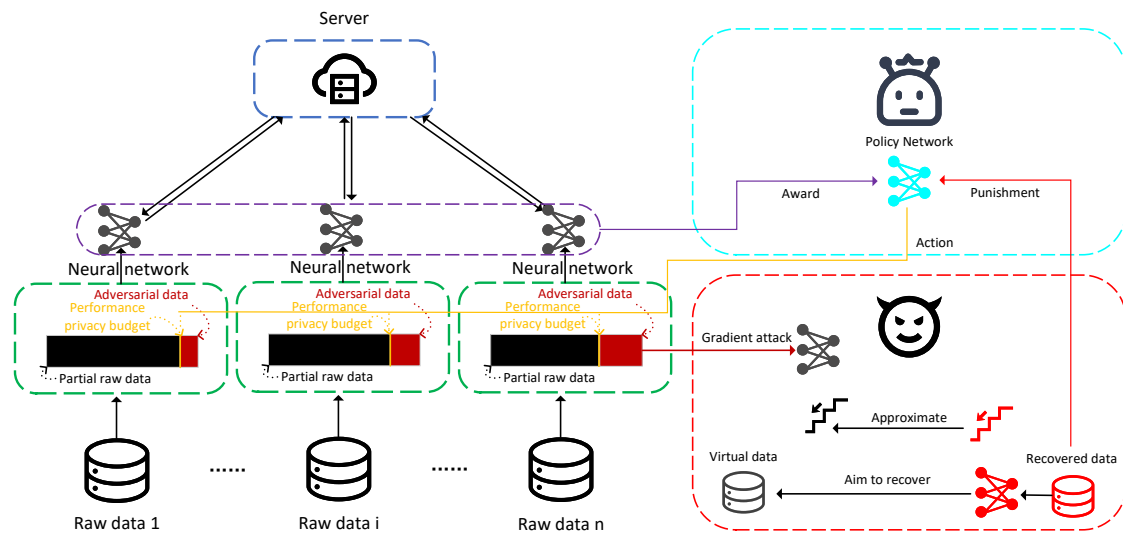 Server
Policy Network
Award
Punishment
Action
Neural network
Neural network
Neural network
Adversarial data
Performance
privacy budget
Partial raw data
Adversarial data
Performance
privacy budget
Partial raw data
Adversarial data
Performance
privacy budget
Partial raw data
Gradient attack
Approximate
Virtual data
Aim to recover
Recovered data
......
......
Raw data 1
Raw data i
Raw data n